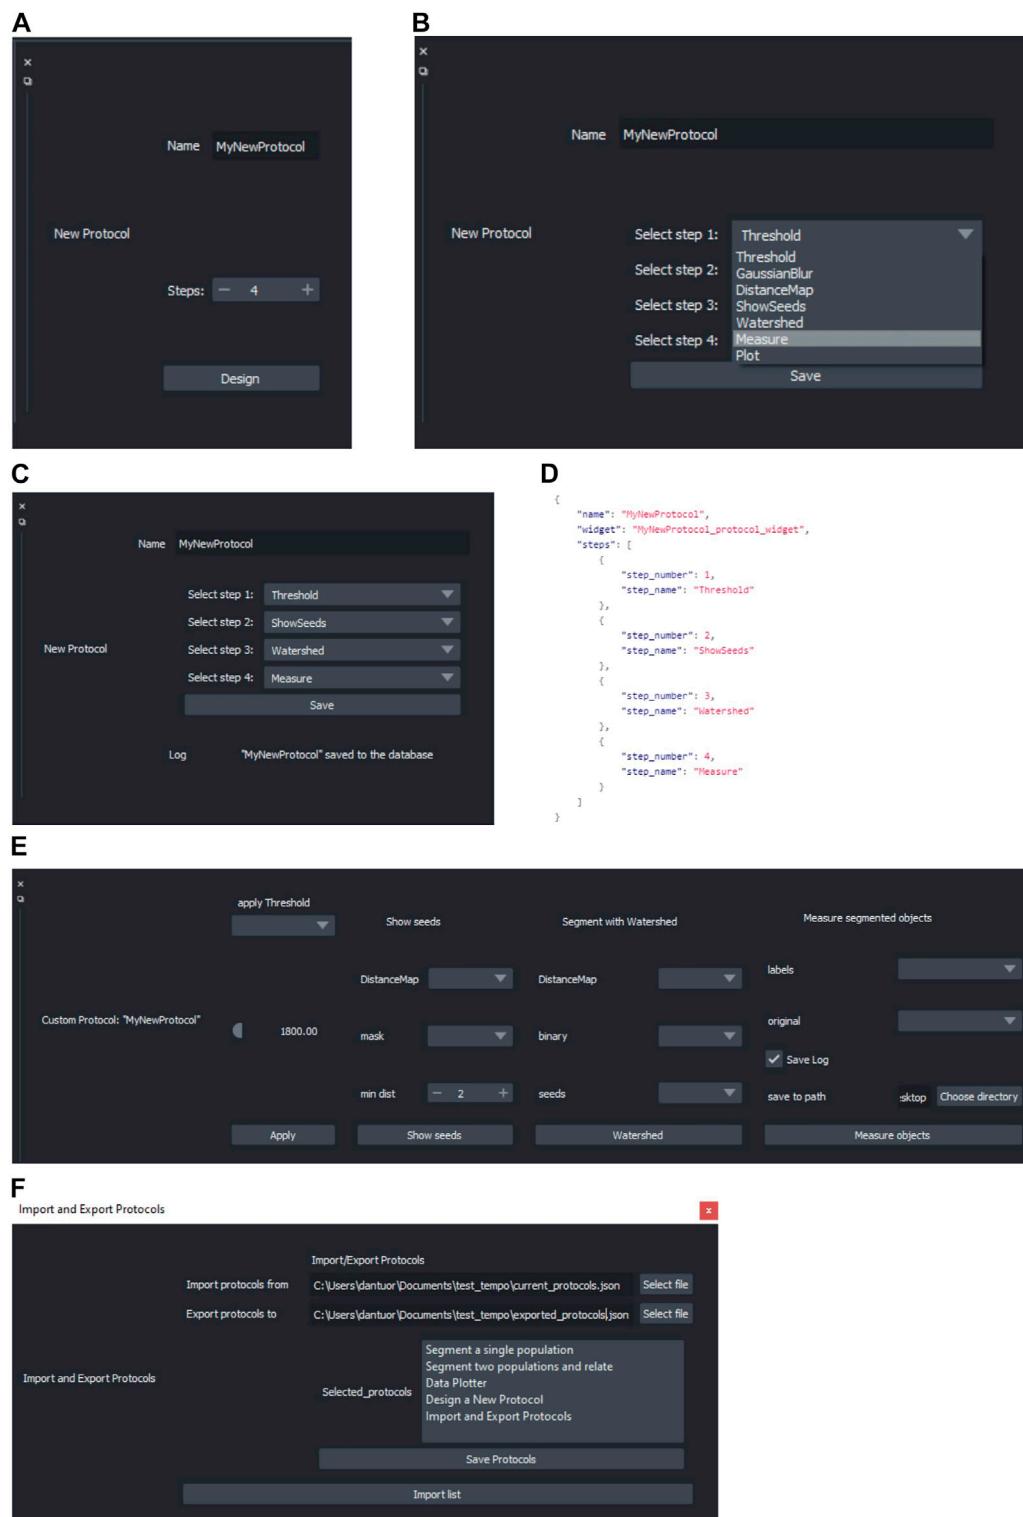 A
Name MyNewProtocol
New Protocol
Steps: − 4 +
Design
B
Name MyNewProtocol
New Protocol
Select step 1: Threshold
Threshold
GaussianBlur
Select step 2: DistanceMap
ShowSeeds
Select step 3: Watershed
Select step 4: Measure
Plot
Save
C
Name MyNewProtocol
Select step 1: Threshold
Select step 2: ShowSeeds
New Protocol
Select step 3: Watershed
Select step 4: Measure
Save
Log "MyNewProtocol" saved to the database
D
{
"name": "MyNewProtocol",
"widget": "MyNewProtocol_protocol_widget",
"steps": [
{
"step_number": 1,
"step_name": "Threshold"
},
{
"step_number": 2,
"step_name": "ShowSeeds"
},
{
"step_number": 3,
"step_name": "Watershed"
},
{
"step_number": 4,
"step_name": "Measure"
}
]
}
E
Custom Protocol: "MyNewProtocol"
apply Threshold
1800.00
Apply
Show seeds
DistanceMap
mask
min dist − 2 +
Show seeds
Segment with Watershed
DistanceMap
binary
seeds
Watershed
Measure segmented objects
labels
original
Save Log
save to path sktop Choose directory
Measure objects
F
Import and Export Protocols
Import/Export Protocols
Import protocols from C:\Users\dantuor\Documents\test_tempo\current_protocols.json Select file
Export protocols to C:\Users\dantuor\Documents\test_tempo\exported_protocols.json Select file
Import and Export Protocols
Selected_protocols
Segment a single population
Segment two populations and relate
Data Plotter
Design a New Protocol
Import and Export Protocols
Save Protocols
Import list